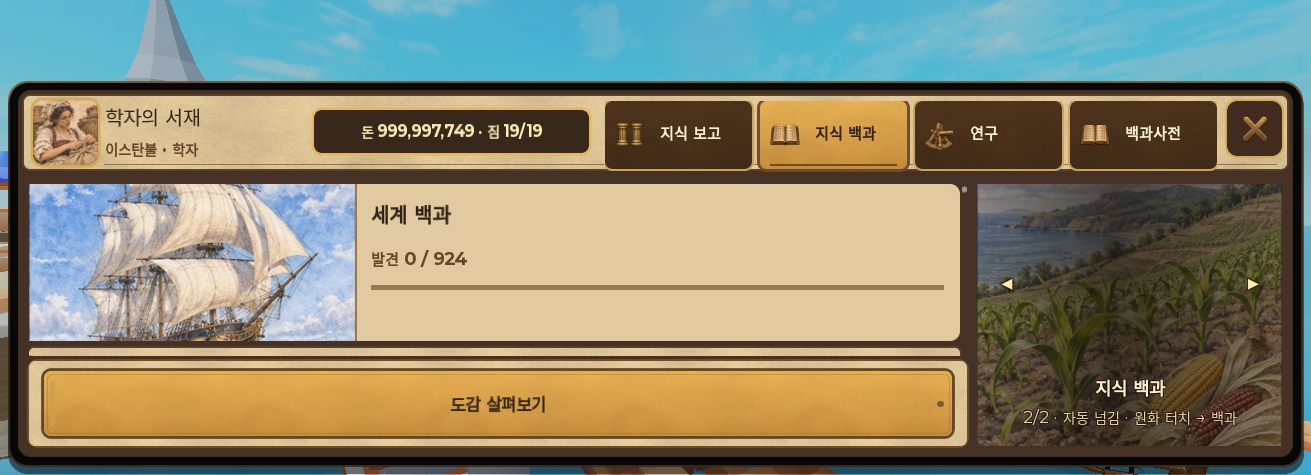 학자의 서재
이스탄불 · 학자
돈 999,997,749 · 짐 19/19
지식 보고
지식 백과
연구
백과사전
세계 백과
발견 0 / 924
도감 살펴보기
지식 백과
2/2 · 자동 넘김 · 원화 터치 → 백과